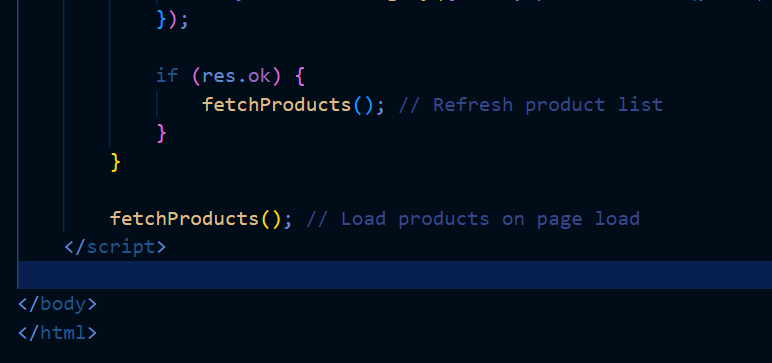 });
if (res.ok) {
fetchProducts(); // Refresh product list
}
}
fetchProducts(); // Load products on page load
</script>
</body>
</html>